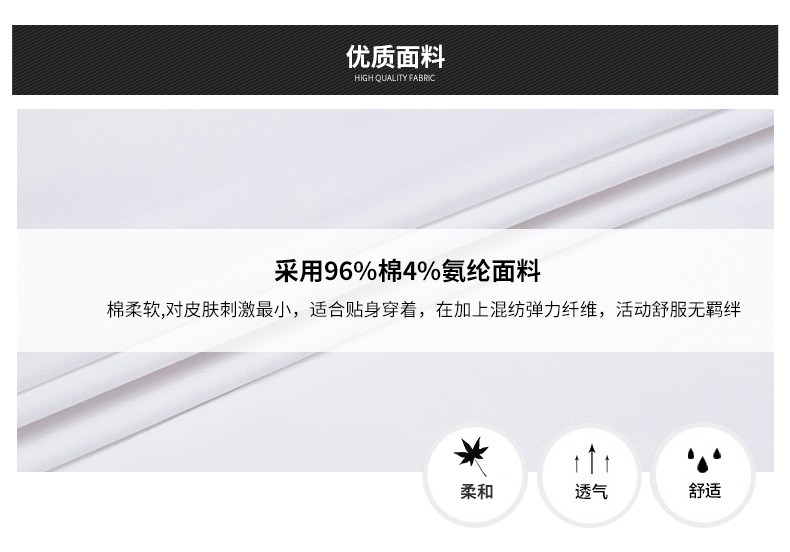 优质面料
HIGH QUALITY FABRIC
采用96%棉4%氨纶面料
棉柔软,对皮肤刺激最小，适合贴身穿着，在加上混纺弹力纤维，活动舒服无羁绊
柔和
透气
舒适